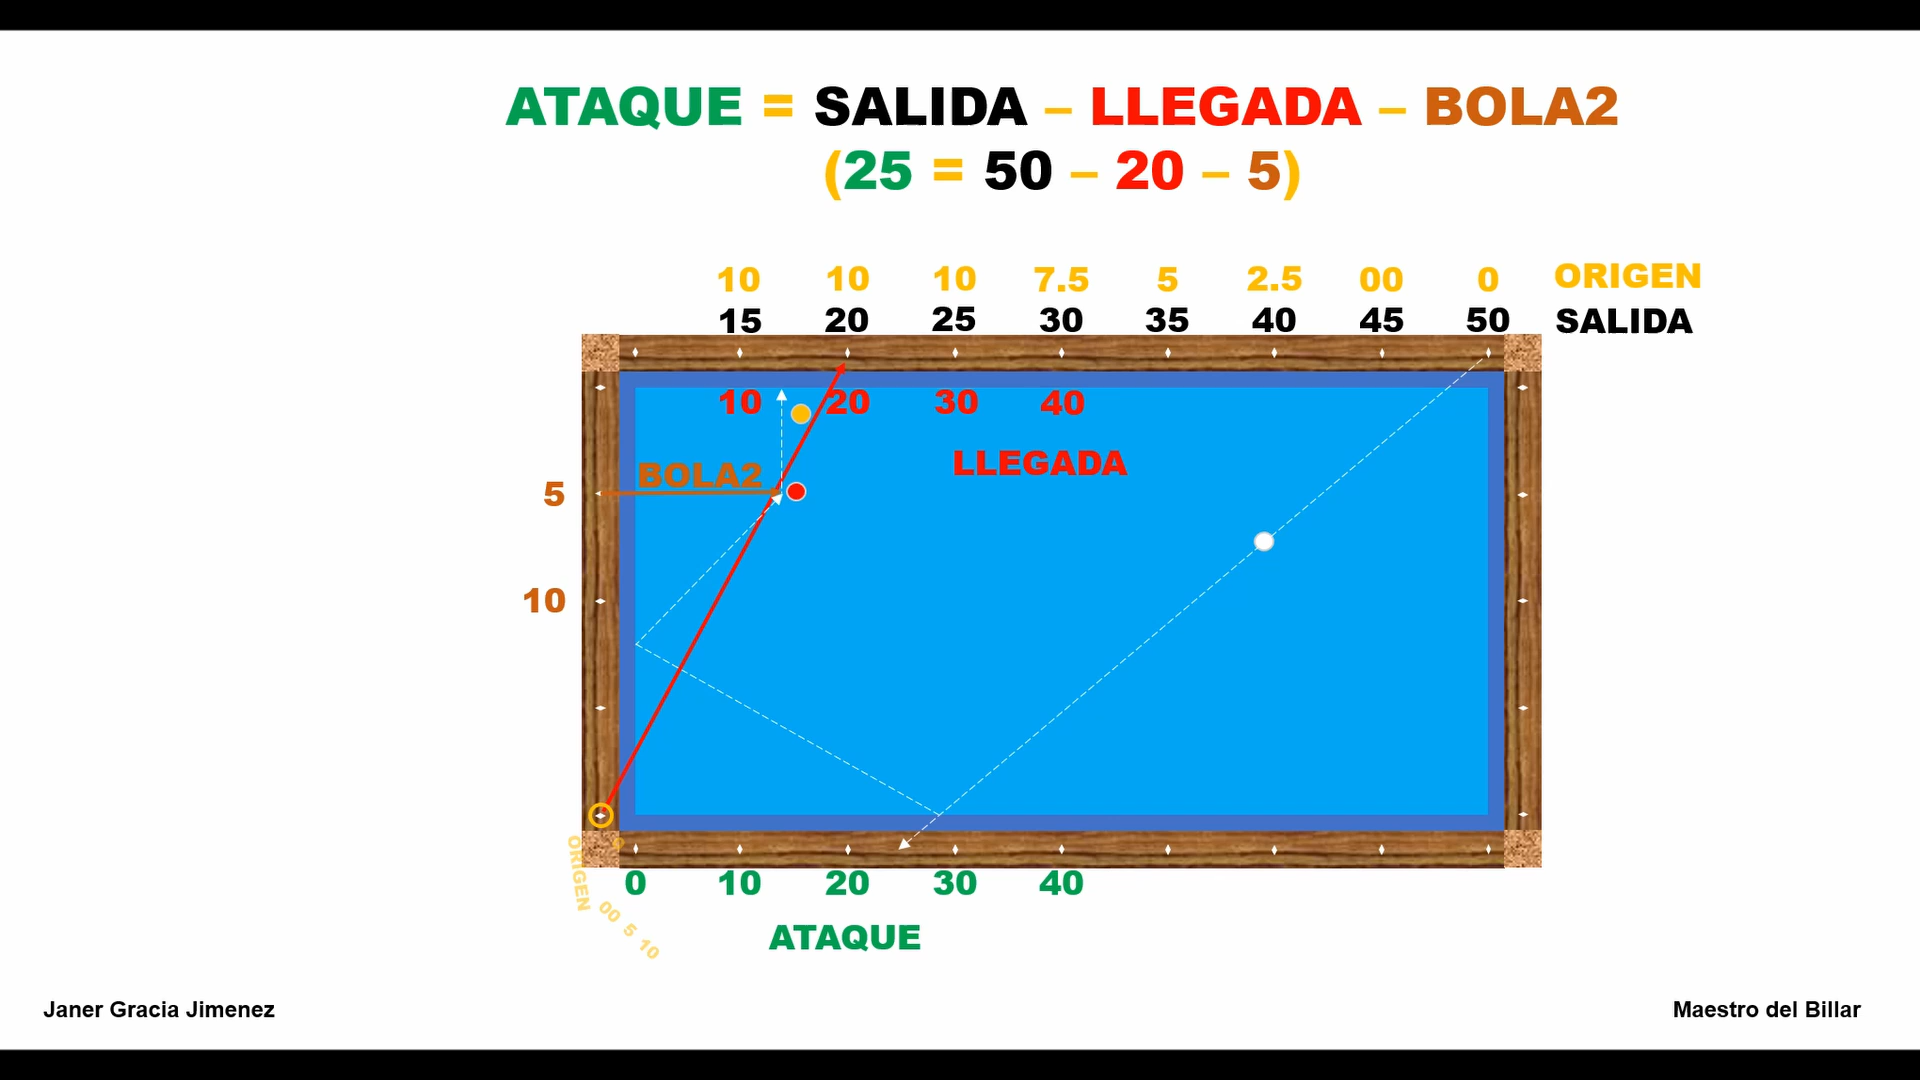 ATAQUE = SALIDA – LLEGADA – BOLA2
(25 = 50 – 20 – 5)
10 10 10 7.5 5 2.5 00 0 ORIGEN
15 20 25 30 35 40 45 50 SALIDA
10 20 30 40
LLEGADA
BOLA2
5
10
ORIGEN
00 5 10
0 10 20 30 40
ATAQUE
Janer Gracia Jimenez
Maestro del Billar